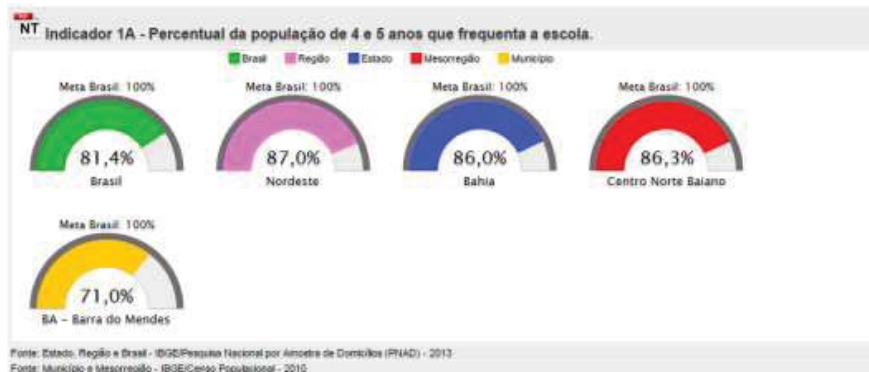 NT Indicador 1A - Percentual da população de 4 e 5 anos que frequenta a escola.
Brasil Região Estado Mesorregião Município
Meta Brasil: 100% Meta Brasil: 100% Meta Brasil: 100% Meta Brasil: 100%
81,4% 87,0% 86,0% 86,3%
Brasil Nordeste Bahia Centro Norte Baiano
Meta Brasil: 100%
71,0%
BA - Barra do Mendes
Fonte: Estado, Região e Brasil - IBGE/Pesquisa Nacional por Amostra de Domicílios (PNAD) - 2013
Fonte: Município e Mesorregião - IBGE/Censo Populacional - 2010